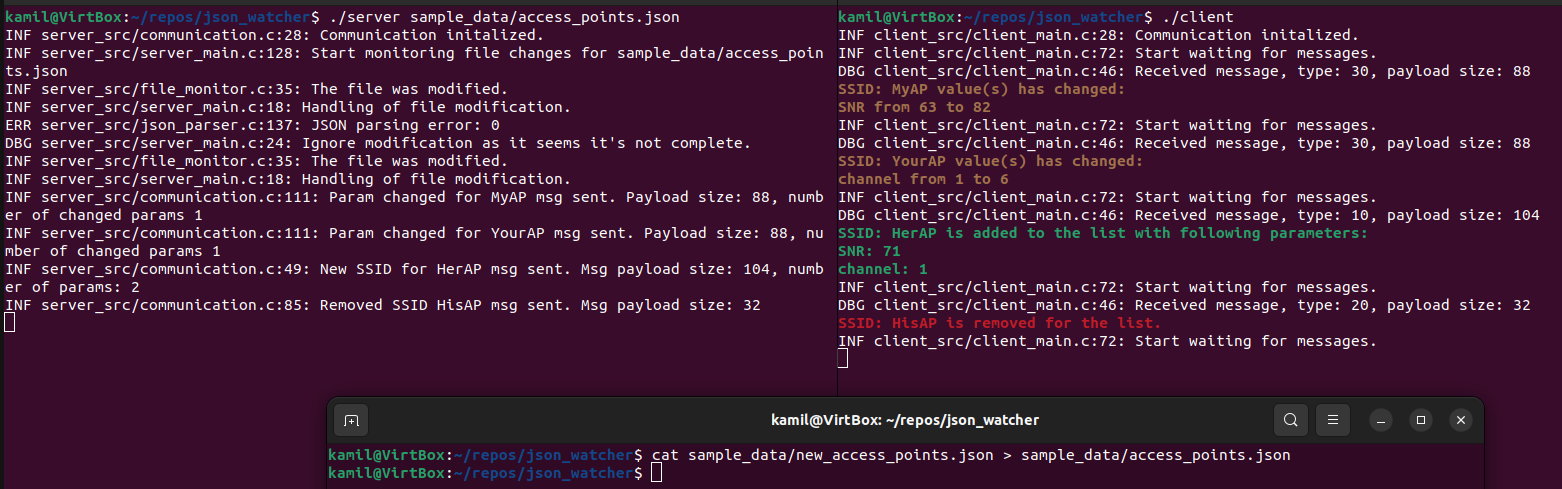 kamil@VirtBox:~/repos/json_watcher$ ./server sample_data/access_points.json
INF server_src/communication.c:28: Communication initalized.
INF server_src/server_main.c:128: Start monitoring file changes for sample_data/access_poin
ts.json
INF server_src/file_monitor.c:35: The file was modified.
INF server_src/server_main.c:18: Handling of file modification.
ERR server_src/json_parser.c:137: JSON parsing error: 0
DBG server_src/server_main.c:24: Ignore modification as it seems it's not complete.
INF server_src/file_monitor.c:35: The file was modified.
INF server_src/server_main.c:18: Handling of file modification.
INF server_src/communication.c:111: Param changed for MyAP msg sent. Payload size: 88, numb
er of changed params 1
INF server_src/communication.c:111: Param changed for YourAP msg sent. Payload size: 88, nu
mber of changed params 1
INF server_src/communication.c:49: New SSID for HerAP msg sent. Msg payload size: 104, numb
er of params: 2
INF server_src/communication.c:85: Removed SSID HisAP msg sent. Msg payload size: 32
kamil@VirtBox:~/repos/json_watcher$ ./client
INF client_src/client_main.c:28: Communication initalized.
INF client_src/client_main.c:72: Start waiting for messages.
DBG client_src/client_main.c:46: Received message, type: 30, payload size: 88
SSID: MyAP value(s) has changed:
SNR from 63 to 82
INF client_src/client_main.c:72: Start waiting for messages.
DBG client_src/client_main.c:46: Received message, type: 30, payload size: 88
SSID: YourAP value(s) has changed:
channel from 1 to 6
INF client_src/client_main.c:72: Start waiting for messages.
DBG client_src/client_main.c:46: Received message, type: 10, payload size: 104
SSID: HerAP is added to the list with following parameters:
SNR: 71
channel: 1
INF client_src/client_main.c:72: Start waiting for messages.
DBG client_src/client_main.c:46: Received message, type: 20, payload size: 32
SSID: HisAP is removed for the list.
INF client_src/client_main.c:72: Start waiting for messages.
kamil@VirtBox: ~/repos/json_watcher
kamil@VirtBox:~/repos/json_watcher$ cat sample_data/new_access_points.json > sample_data/access_points.json
kamil@VirtBox:~/repos/json_watcher$